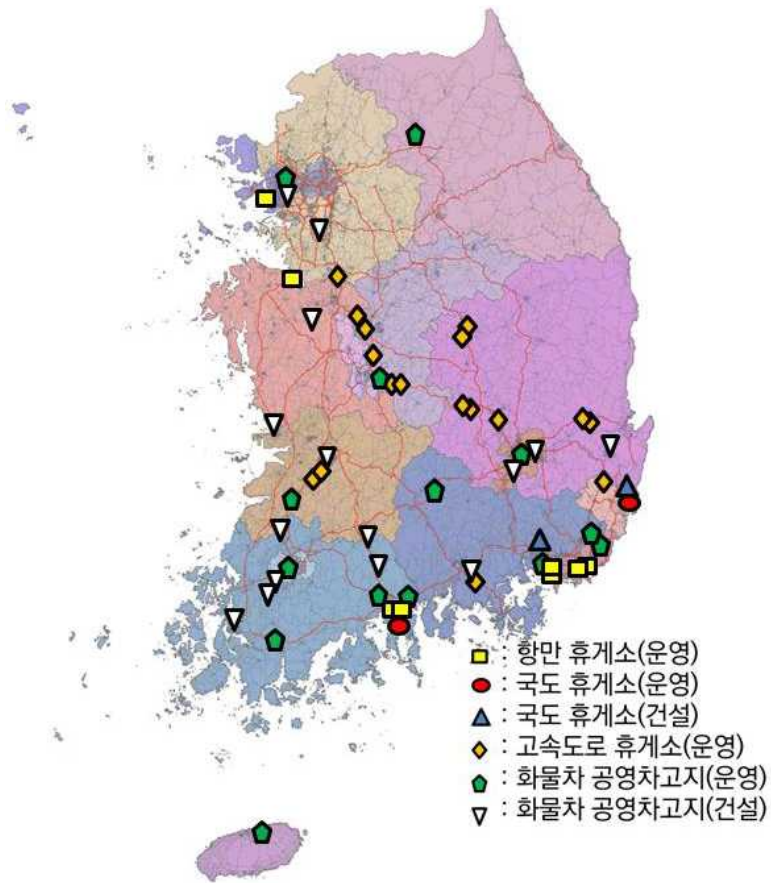 : 항만 휴게소(운영)
: 국도 휴게소(운영)
: 국도 휴게소(건설)
: 고속도로 휴게소(운영)
: 화물차 공영차고지(운영)
: 화물차 공영차고지(건설)